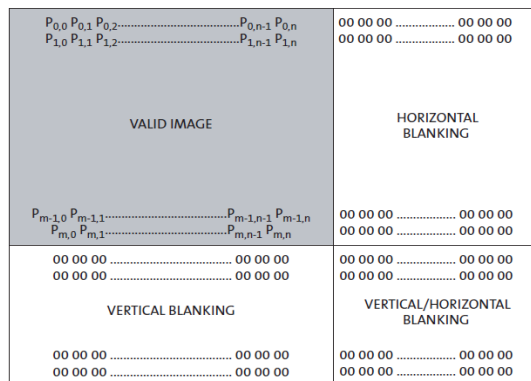 P0,0 P0,1 P0,2.....................................P0,n-1 P0,n
P1,0 P1,1 P1,2.....................................P1,n-1 P1,n
VALID IMAGE
Pm-1,0 Pm-1,1.....................................Pm-1,n-1 Pm-1,n
Pm,0 Pm,1.....................................Pm,n-1 Pm,n
00 00 00 .................. 00 00 00
00 00 00 .................. 00 00 00
HORIZONTAL
BLANKING
00 00 00 .................. 00 00 00
00 00 00 .................. 00 00 00
00 00 00 ..................................... 00 00 00
00 00 00 ..................................... 00 00 00
VERTICAL BLANKING
00 00 00 ..................................... 00 00 00
00 00 00 ..................................... 00 00 00
00 00 00 .................. 00 00 00
00 00 00 .................. 00 00 00
VERTICAL/HORIZONTAL
BLANKING
00 00 00 .................. 00 00 00
00 00 00 .................. 00 00 00